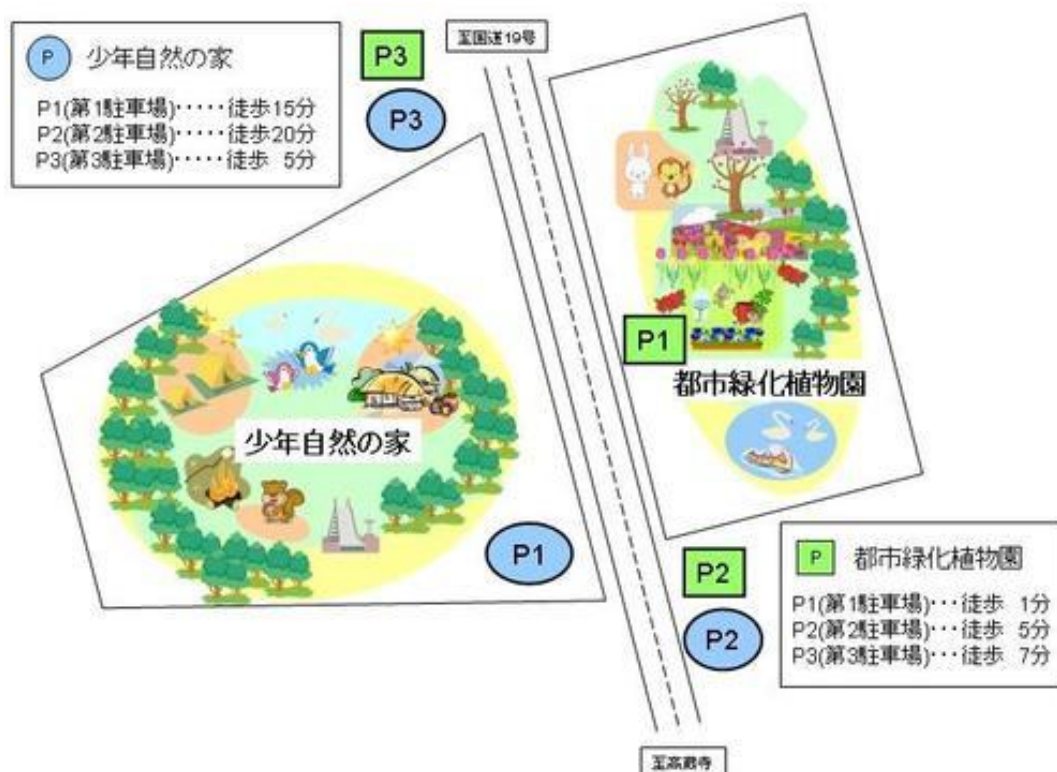 P 少年自然の家
P1(第1駐車場)・・・・・徒歩15分
P2(第2駐車場)・・・・・徒歩20分
P3(第3駐車場)・・・・・徒歩 5分
P3
P3
至国道19号
P1
都市緑化植物園
少年自然の家
P1
P2
P2
P 都市緑化植物園
P1(第1駐車場)・・・徒歩 1分
P2(第2駐車場)・・・徒歩 5分
P3(第3駐車場)・・・徒歩 7分
至高蔵寺